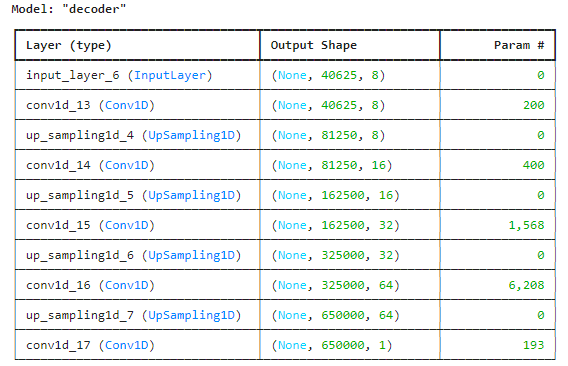 Model: "decoder"
Layer (type) Output Shape Param #
input_layer_6 (InputLayer) (None, 40625, 8) 0
conv1d_13 (Conv1D) (None, 40625, 8) 200
up_sampling1d_4 (UpSampling1D) (None, 81250, 8) 0
conv1d_14 (Conv1D) (None, 81250, 16) 400
up_sampling1d_5 (UpSampling1D) (None, 162500, 16) 0
conv1d_15 (Conv1D) (None, 162500, 32) 1,568
up_sampling1d_6 (UpSampling1D) (None, 325000, 32) 0
conv1d_16 (Conv1D) (None, 325000, 64) 6,208
up_sampling1d_7 (UpSampling1D) (None, 650000, 64) 0
conv1d_17 (Conv1D) (None, 650000, 1) 193